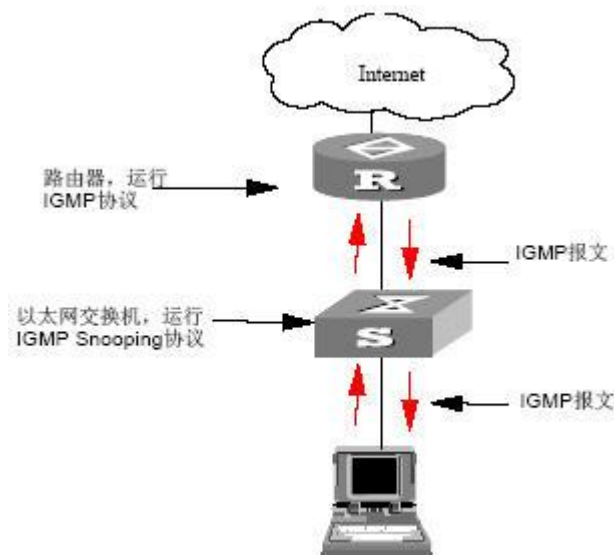 Internet
路由器，运行
IGMP协议
R
IGMP报文
以太网交换机，运行
IGMP Snooping协议
S
IGMP报文